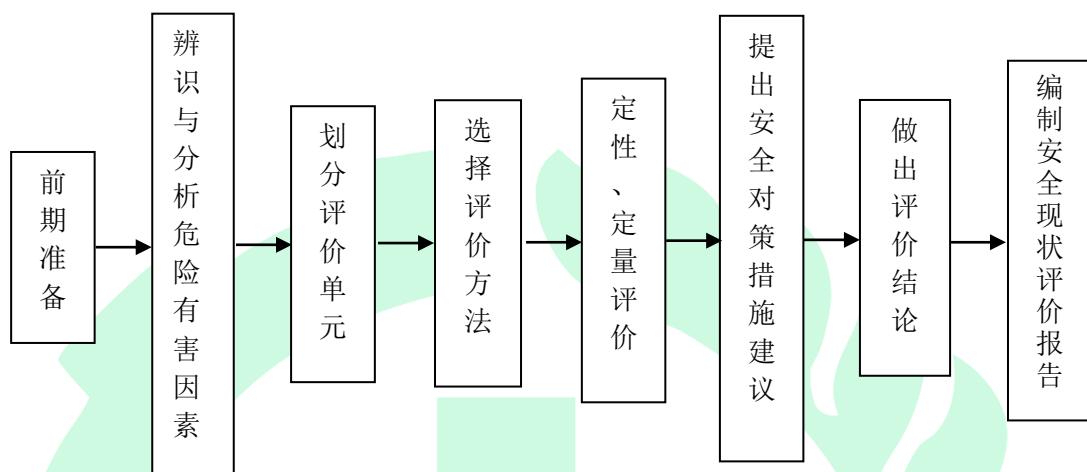 前期准备
辨识与分析危险有害因素
划分评价单元
选择评价方法
定性、定量评价
提出安全对策措施建议
做出评价结论
编制安全现状评价报告